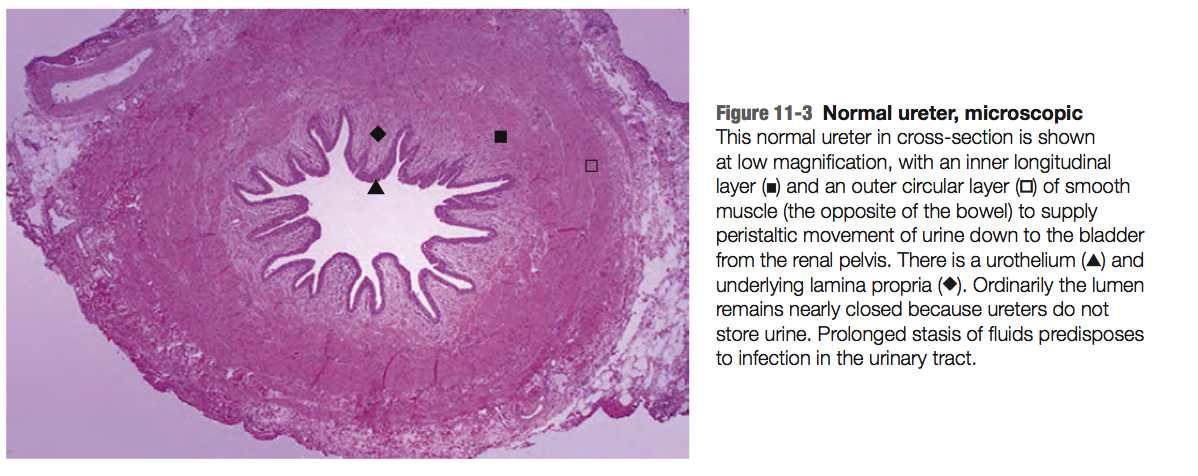 Figure 11-3 Normal ureter, microscopic
This normal ureter in cross-section is shown
at low magnification, with an inner longitudinal
layer (■) and an outer circular layer (□) of smooth
muscle (the opposite of the bowel) to supply
peristaltic movement of urine down to the bladder
from the renal pelvis. There is a urothelium (▲) and
underlying lamina propria (◆). Ordinarily the lumen
remains nearly closed because ureters do not
store urine. Prolonged stasis of fluids predisposes
to infection in the urinary tract.